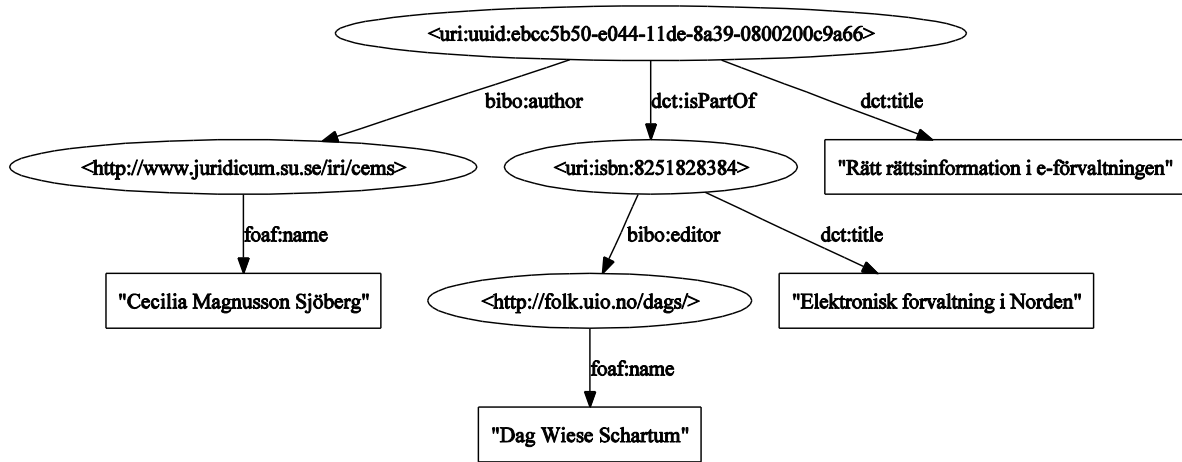 <uri:uuid:ebcc5b50-e044-11de-8a39-0800200c9a66>
bibo:author
dct:isPartOf
dct:title
<http://www.juridicum.su.se/iri/cems>
<uri:isbn:8251828384>
"Rätt rättsinformation i e-förvaltningen"
foaf:name
bibo:editor
dct:title
"Cecilia Magnusson Sjöberg"
<http://folk.uio.no/dags/>
"Elektronisk forvaltning i Norden"
foaf:name
"Dag Wiese Schartum"